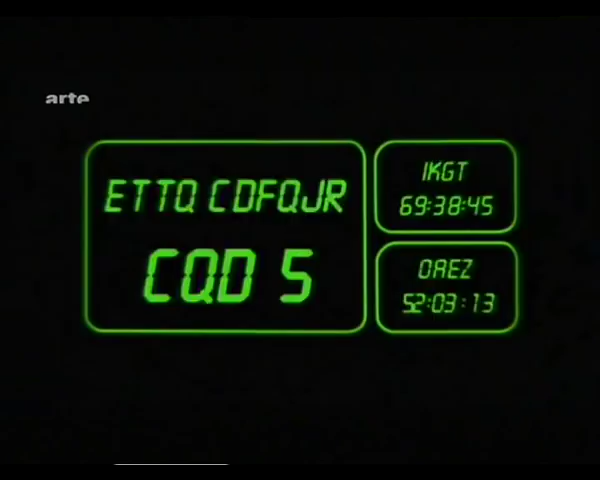 arte
ETTQ CDFQJR
CQD 5
IKGT
69:38:45
OREZ
52:03:13